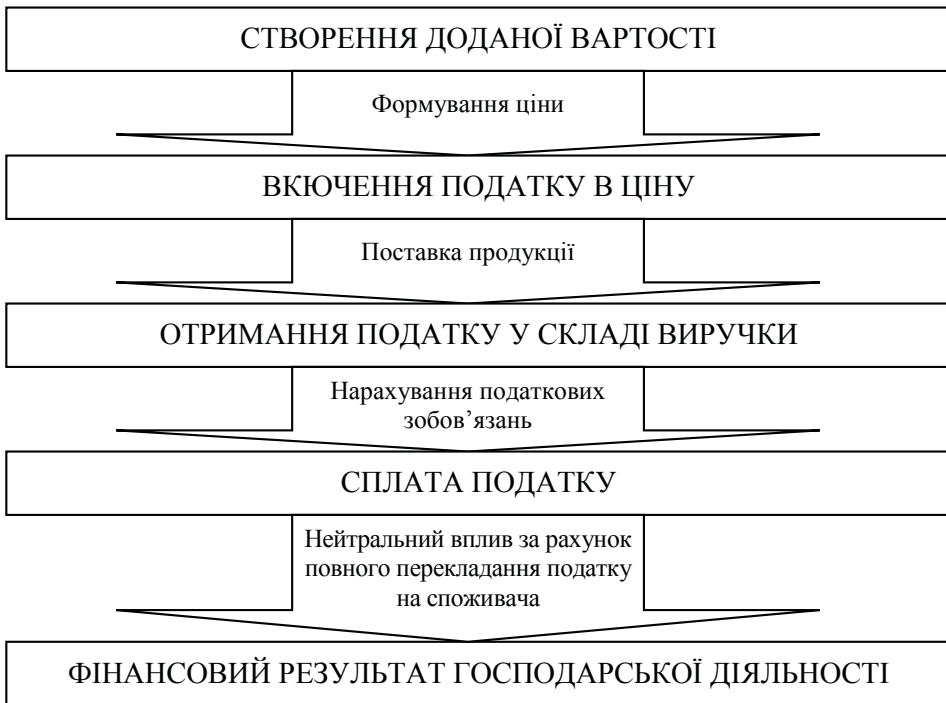 СТВОРЕННЯ ДОДАНОЇ ВАРТОСТІ
Формування ціни
ВКЮЧЕННЯ ПОДАТКУ В ЦІНУ
Поставка продукції
ОТРИМАННЯ ПОДАТКУ У СКЛАДІ ВИРУЧКИ
Нарахування податкових
зобов’язань
СПЛАТА ПОДАТКУ
Нейтральний вплив за рахунок
повного перекладання податку
на споживача
ФІНАНСОВИЙ РЕЗУЛЬТАТ ГОСПОДАРСЬКОЇ ДІЯЛЬНОСТІ